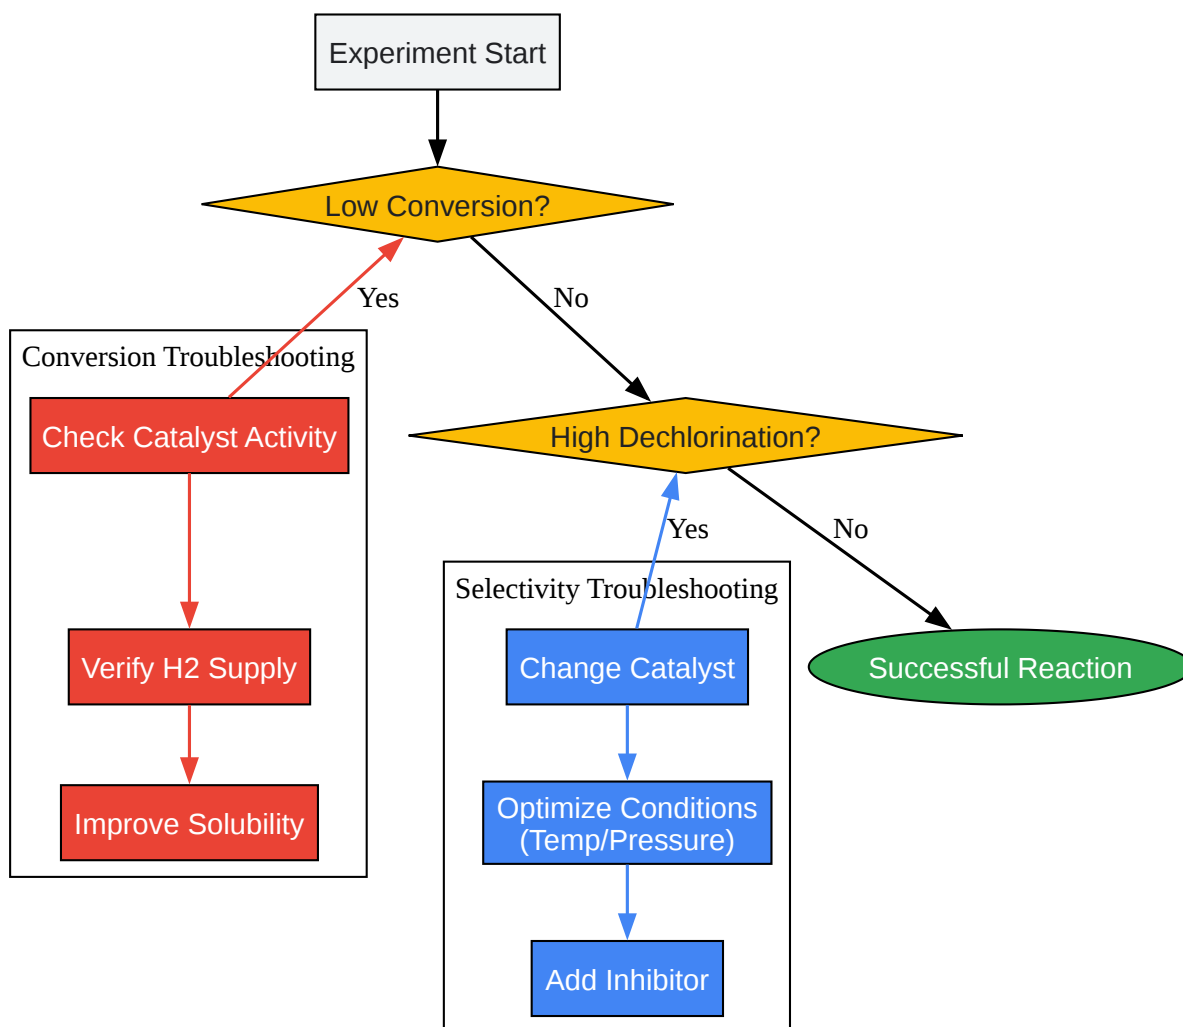 Experiment Start
Low Conversion?
Yes
No
Conversion Troubleshooting
Check Catalyst Activity
High Dechlorination?
Yes
No
Selectivity Troubleshooting
Verify H2 Supply
Change Catalyst
Successful Reaction
Improve Solubility
Optimize Conditions
(Temp/Pressure)
Add Inhibitor